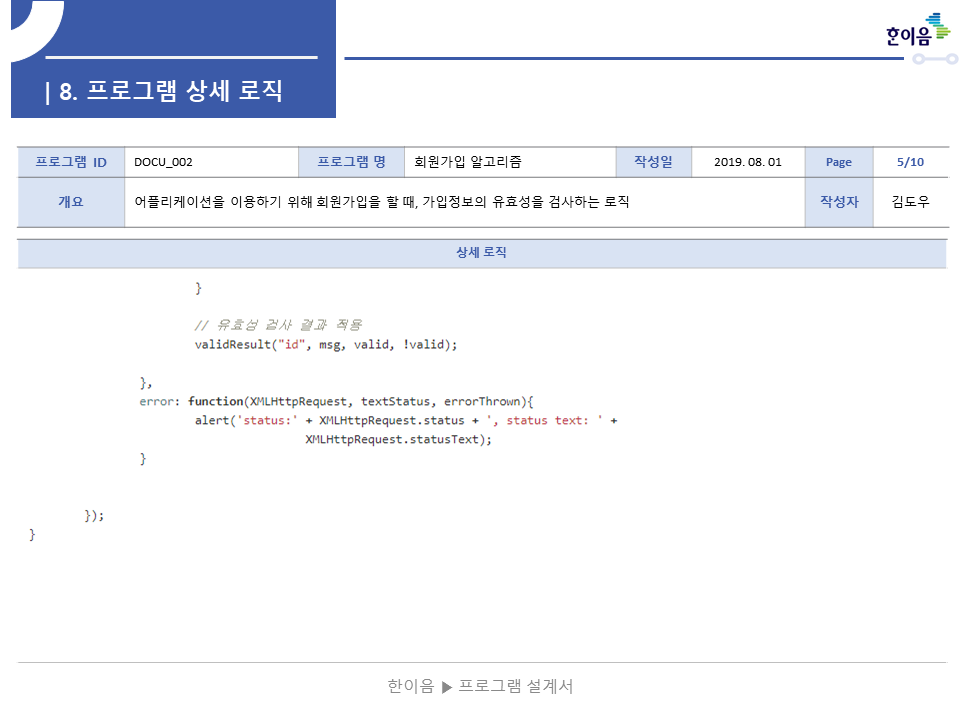 | 8. 프로그램 상세 로직
한이음
프로그램 ID DOCU_002 프로그램 명 회원가입 알고리즘 작성일 2019. 08. 01 Page 5/10
개요 어플리케이션을 이용하기 위해 회원가입을 할 때, 가입정보의 유효성을 검사하는 로직 작성자 김도우
상세 로직
}
// 유효성 검사 결과 적용
validResult("id", msg, valid, !valid);
},
error: function(XMLHttpRequest, textStatus, errorThrown){
alert('status:' + XMLHttpRequest.status + ', status text: ' +
XMLHttpRequest.statusText);
}
});
}
한이음 ▶ 프로그램 설계서